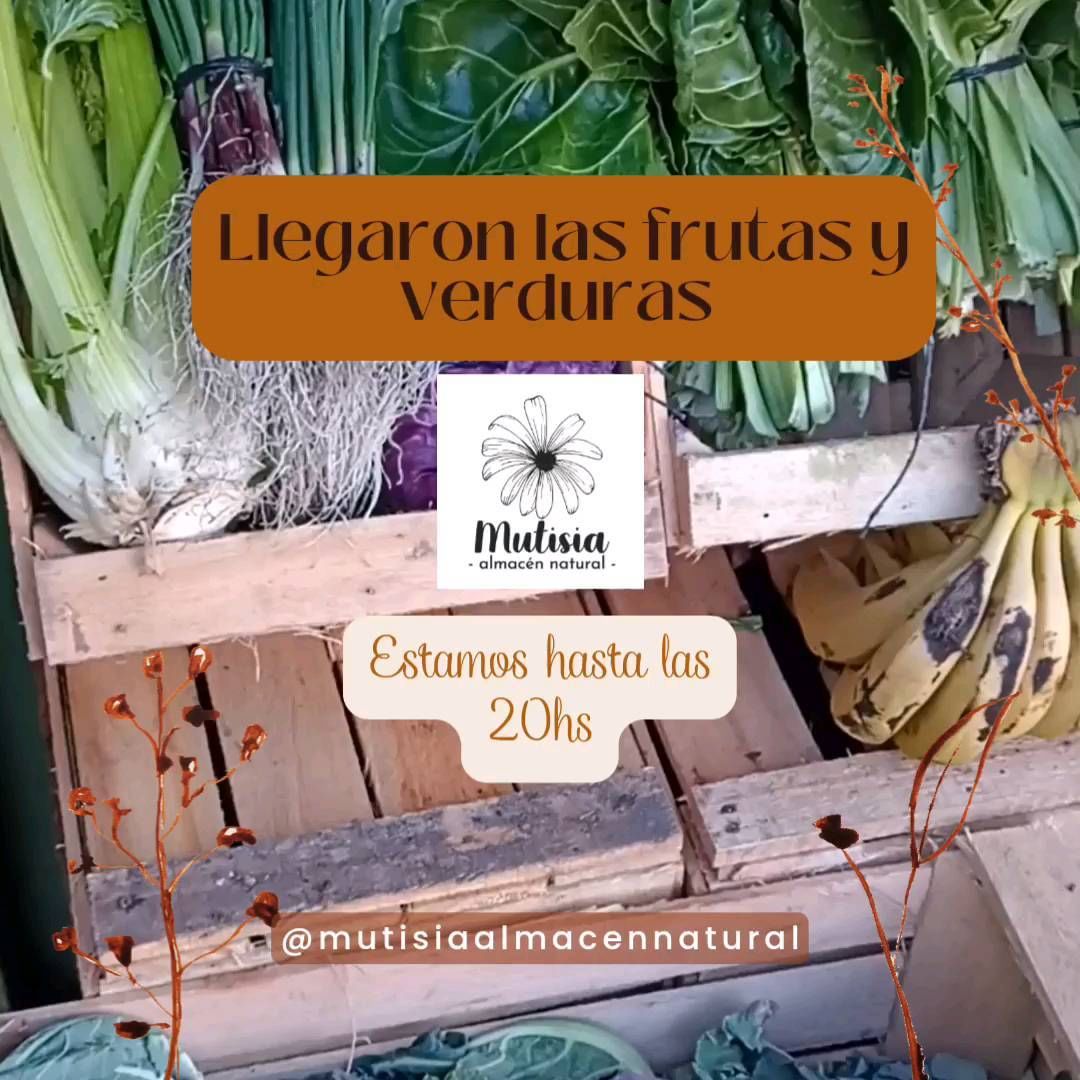 Llegaron las frutas y
verduras
Mutisia
- almacén natural -
Estamos hasta las
20hs
@mutisiaalmacennatural